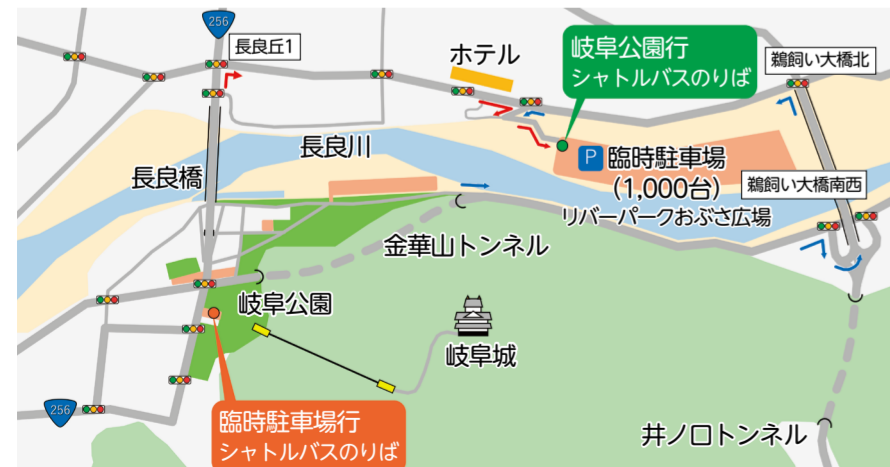 256
長良丘1
ホテル
岐阜公園行
シャトルバスのりば
鵜飼い大橋北
長良川
長良橋
P 臨時駐車場
(1,000台)
リバーパークおぶさ広場
鵜飼い大橋南西
金華山トンネル
岐阜公園
岐阜城
256
臨時駐車場行
シャトルバスのりば
井ノ口トンネル